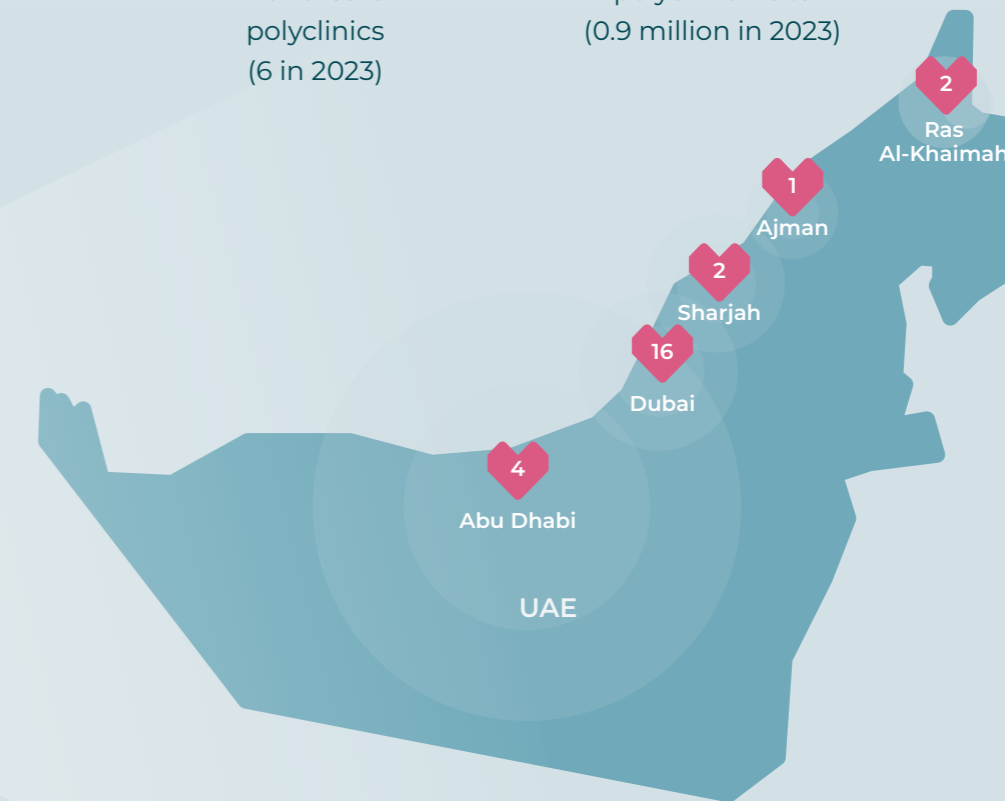 polyclinics
(6 in 2023)
(0.9 million in 2023)
2
Ras
Al-Khaimah
1
Ajman
2
Sharjah
16
Dubai
4
Abu Dhabi
UAE